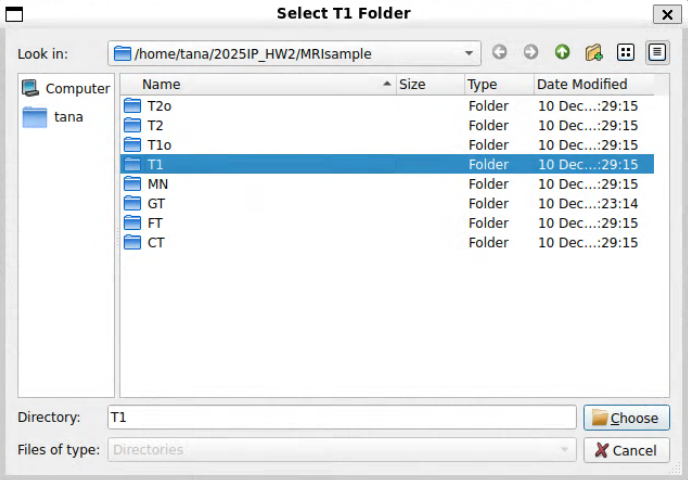 Select T1 Folder
Look in: /home/tana/2025IP_HW2/MRIsample
Computer
tana
Name Size Type Date Modified
T2o Folder 10 Dec...:29:15
T2 Folder 10 Dec...:29:15
T1o Folder 10 Dec...:29:15
T1 Folder 10 Dec...:29:15
MN Folder 10 Dec...:29:15
GT Folder 10 Dec...:23:14
FT Folder 10 Dec...:29:15
CT Folder 10 Dec...:29:15
Directory: T1 Choose
Files of type: Directories Cancel